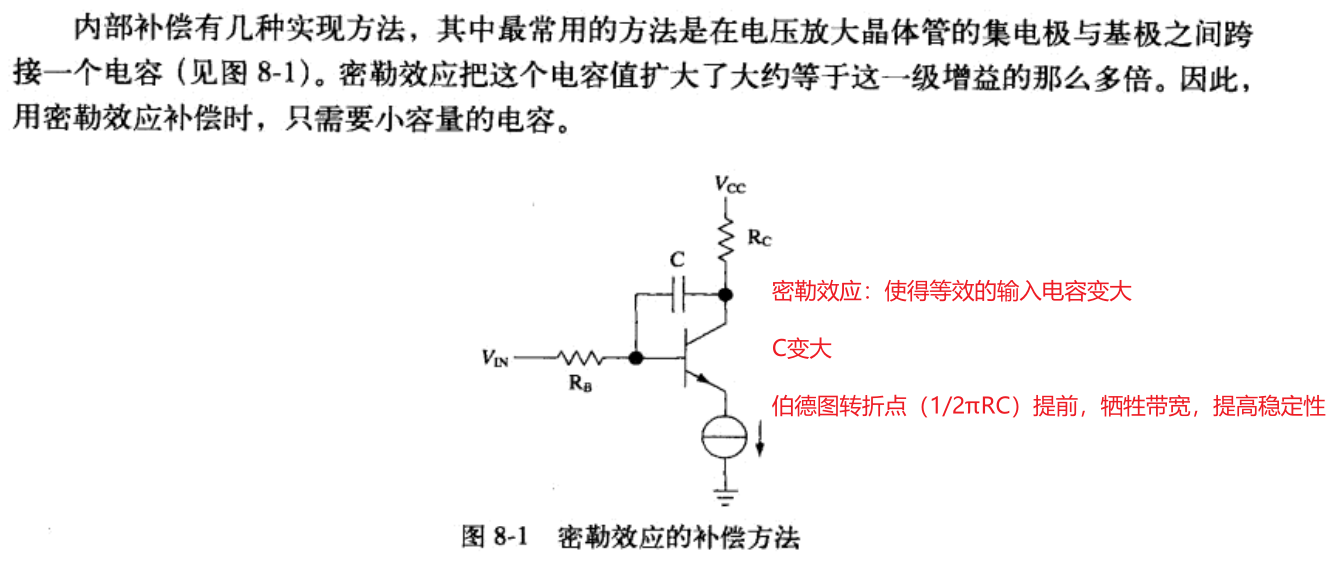 内部补偿有几种实现方法，其中最常用的方法是在电压放大晶体管的集电极与基极之间跨
接一个电容（见图 8-1）。密勒效应把这个电容值扩大了大约等于这一级增益的那么多倍。因此，
用密勒效应补偿时，只需要小容量的电容。
VCC
RC
C
密勒效应：使得等效的输入电容变大
C变大
VIN
RB
伯德图转折点（1/2πRC）提前，牺牲带宽，提高稳定性
图 8-1 密勒效应的补偿方法